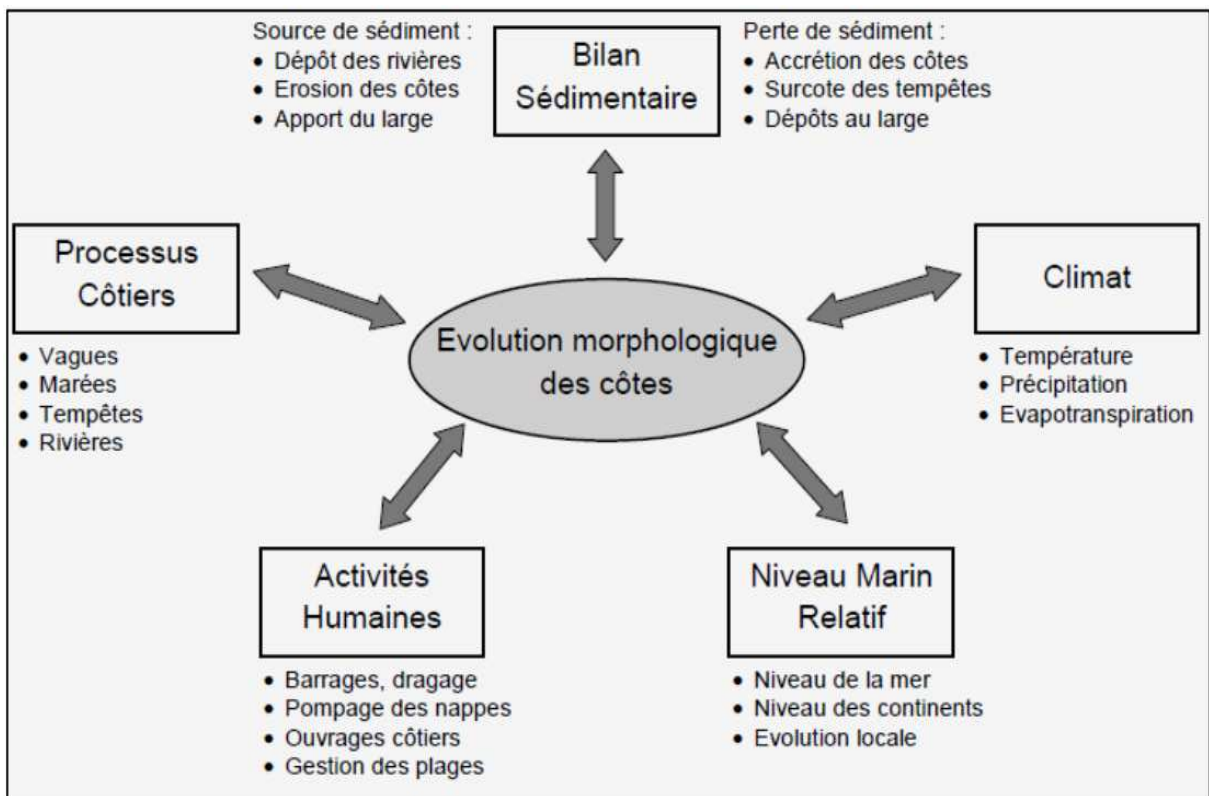 Source de sédiment :
• Dépôt des rivières
• Erosion des côtes
• Apport du large
Bilan
Sédimentaire
Perte de sédiment :
• Accrétion des côtes
• Surcote des tempêtes
• Dépôts au large
Processus
Côtiers
• Vagues
• Marées
• Tempêtes
• Rivières
Evolution morphologique
des côtes
Climat
• Température
• Précipitation
• Evapotranspiration
Activités
Humaines
• Barrages, dragage
• Pompage des nappes
• Ouvrages côtiers
• Gestion des plages
Niveau Marin
Relatif
• Niveau de la mer
• Niveau des continents
• Evolution locale